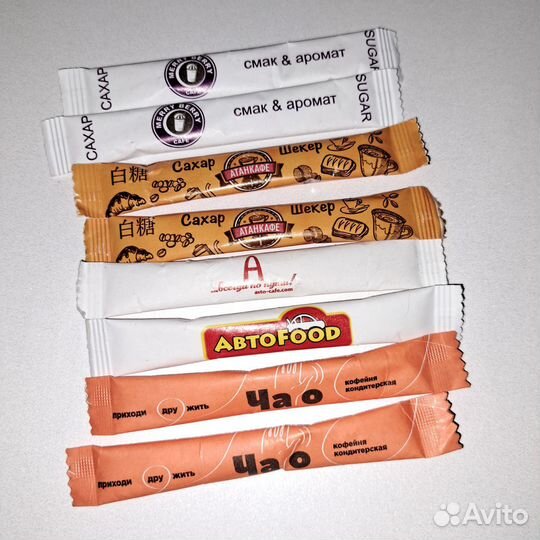 САХАР MERRY BERRY CAFE смак & аромат SUGAR
САХАР MERRY BERRY CAFE смак & аромат SUGAR
白糖 Сахар АТАНКАФЕ Шекер
白糖 Сахар АТАНКАФЕ Шекер
А
...всегда по пути!
avto-cafe.com
АВТОFOOD
приходи дру жить Чао кофейня
кондитерская
приходи дру жить Чао кофейня
кондитерская
Avito